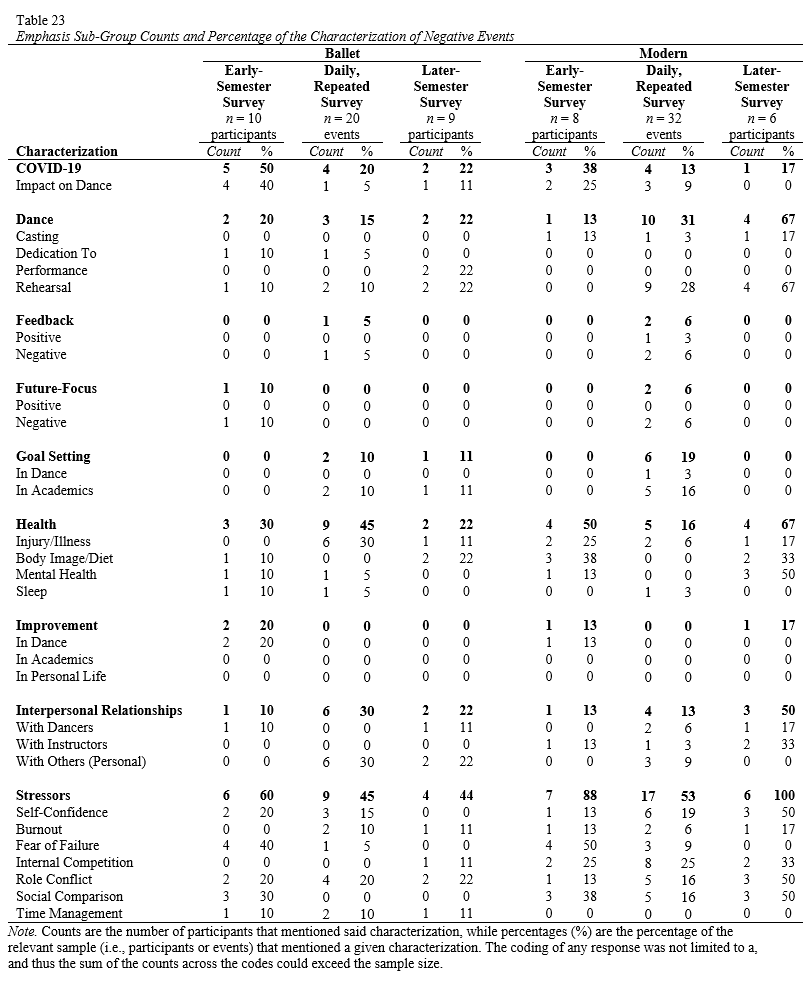 Table 23
Emphasis Sub-Group Counts and Percentage of the Characterization of Negative Events
Ballet Modern
Early- Daily, Later- Early- Daily, Later-
Semester Repeated Semester Semester Repeated Semester
Survey Survey Survey Survey Survey Survey
n = 10 n = 20 n = 9 n = 8 n = 32 n = 6
participants events participants participants events participants
Characterization Count % Count % Count % Count % Count % Count %
COVID-19 5 50 4 20 2 22 3 38 4 13 1 17
Impact on Dance 4 40 1 5 1 11 2 25 3 9 0 0
Dance 2 20 3 15 2 22 1 13 10 31 4 67
Casting 0 0 0 0 0 0 1 13 1 3 1 17
Dedication To 1 10 1 5 0 0 0 0 0 0 0 0
Performance 0 0 0 0 2 22 0 0 0 0 0 0
Rehearsal 1 10 2 10 2 22 0 0 9 28 4 67
Feedback 0 0 1 5 0 0 0 0 2 6 0 0
Positive 0 0 0 0 0 0 0 0 1 3 0 0
Negative 0 0 1 5 0 0 0 0 2 6 0 0
Future-Focus 1 10 0 0 0 0 0 0 2 6 0 0
Positive 0 0 0 0 0 0 0 0 0 0 0 0
Negative 1 10 0 0 0 0 0 0 2 6 0 0
Goal Setting 0 0 2 10 1 11 0 0 6 19 0 0
In Dance 0 0 0 0 0 0 0 0 1 3 0 0
In Academics 0 0 2 10 1 11 0 0 5 16 0 0
Health 3 30 9 45 2 22 4 50 5 16 4 67
Injury/Illness 0 0 6 30 1 11 2 25 2 6 1 17
Body Image/Diet 1 10 0 0 2 22 3 38 0 0 2 33
Mental Health 1 10 1 5 0 0 1 13 0 0 3 50
Sleep 1 10 1 5 0 0 0 0 1 3 0 0
Improvement 2 20 0 0 0 0 1 13 0 0 1 17
In Dance 2 20 0 0 0 0 1 13 0 0 0 0
In Academics 0 0 0 0 0 0 0 0 0 0 0 0
In Personal Life 0 0 0 0 0 0 0 0 0 0 0 0
Interpersonal Relationships 1 10 6 30 2 22 1 13 4 13 3 50
With Dancers 1 10 0 0 1 11 0 0 2 6 1 17
With Instructors 0 0 0 0 0 0 1 13 1 3 2 33
With Others (Personal) 0 0 6 30 2 22 0 0 3 9 0 0
Stressors 6 60 9 45 4 44 7 88 17 53 6 100
Self-Confidence 2 20 3 15 0 0 1 13 6 19 3 50
Burnout 0 0 2 10 1 11 1 13 2 6 1 17
Fear of Failure 4 40 1 5 0 0 4 50 3 9 0 0
Internal Competition 0 0 0 0 1 11 2 25 8 25 2 33
Role Conflict 2 20 4 20 2 22 1 13 5 16 3 50
Social Comparison 3 30 0 0 0 0 3 38 5 16 3 50
Time Management 1 10 2 10 1 11 0 0 0 0 0 0
Note. Counts are the number of participants that mentioned said characterization, while percentages (%) are the percentage of the
relevant sample (i.e., participants or events) that mentioned a given characterization. The coding of any response was not limited to a,
and thus the sum of the counts across the codes could exceed the sample size.